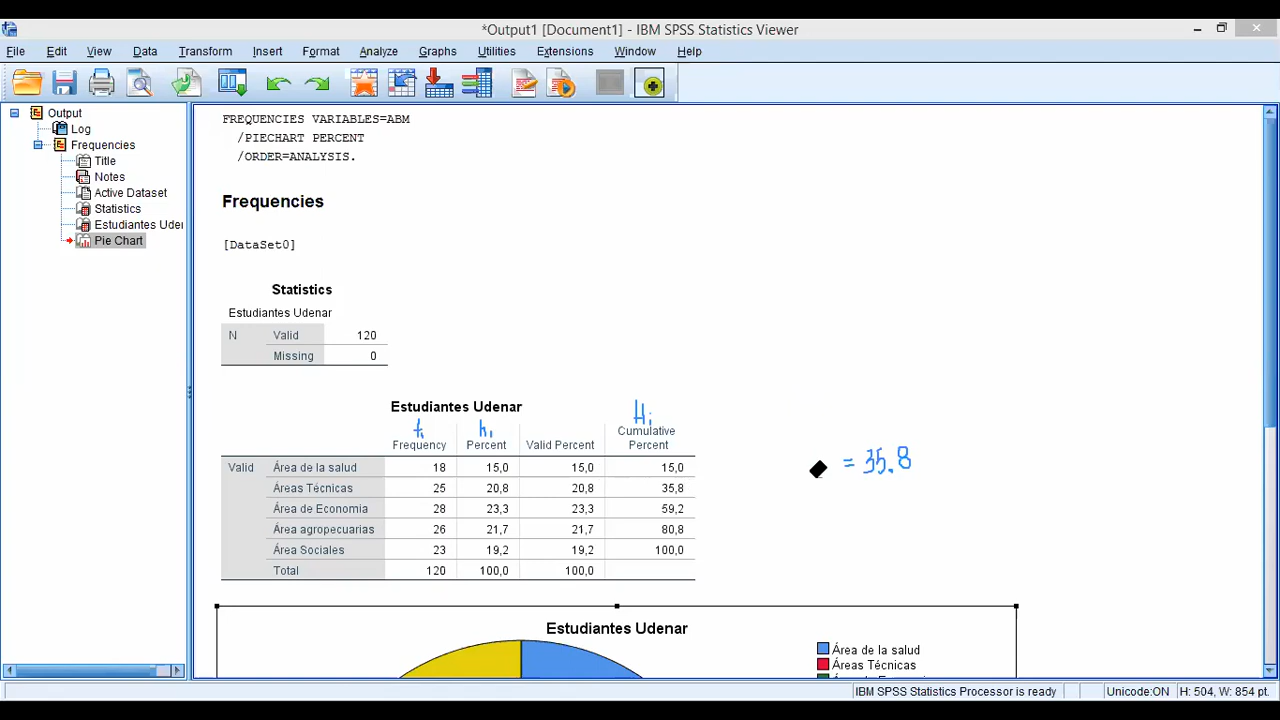 *Output1 [Document1] - IBM SPSS Statistics Viewer
File Edit View Data Transform Insert Format Analyze Graphs Utilities Extensions Window Help
Output
Log
Frequencies
Title
Notes
Active Dataset
Statistics
Estudiantes Uder
Pie Chart
FREQUENCIES VARIABLES=ABM
/PIECHART PERCENT
/ORDER=ANALYSIS.
Frequencies
[DataSet0]
Statistics
Estudiantes Udenar
N Valid 120
Missing 0
Estudiantes Udenar
fi hi Hi
Frequency Percent Valid Percent Cumulative Percent
Valid Área de la salud 18 15,0 15,0 15,0
Áreas Técnicas 25 20,8 20,8 35,8
Área de Economia 28 23,3 23,3 59,2
Área agropecuarias 26 21,7 21,7 80,8
Área Sociales 23 19,2 19,2 100,0
Total 120 100,0 100,0
= 35.8
Estudiantes Udenar
Área de la salud
Áreas Técnicas
IBM SPSS Statistics Processor is ready Unicode:ON H: 504, W: 854 pt.